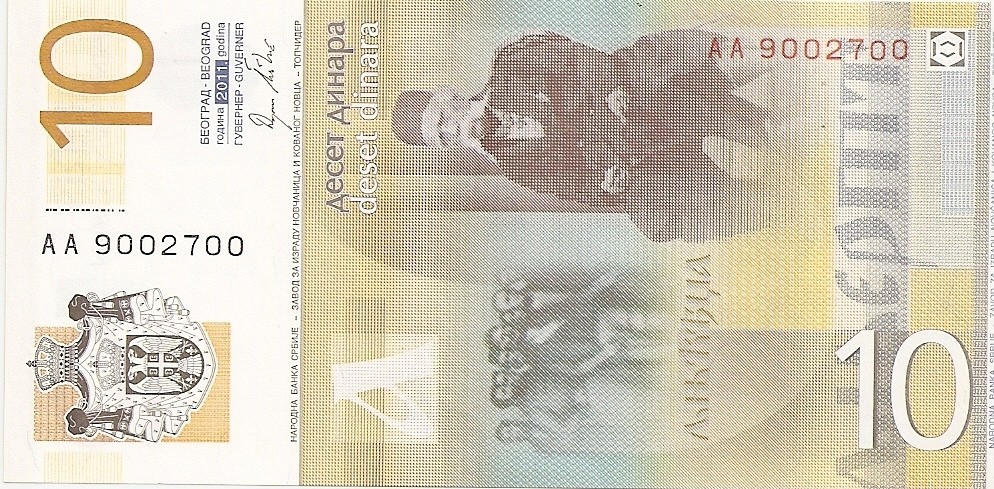 10
БЕОГРАД - BEOGRAD
година 2011. godina
ГУВЕРНЕР - GUVERNER
AA 9002700
НАРОДНА БАНКА СРБИЈЕ – ЗАВОД ЗА ИЗРАДУ НОВЧАНИЦА И КОВАНОГ НОВЦА – ТОПЧИДЕР
десет динара
deset dinara
AA 9002700
10